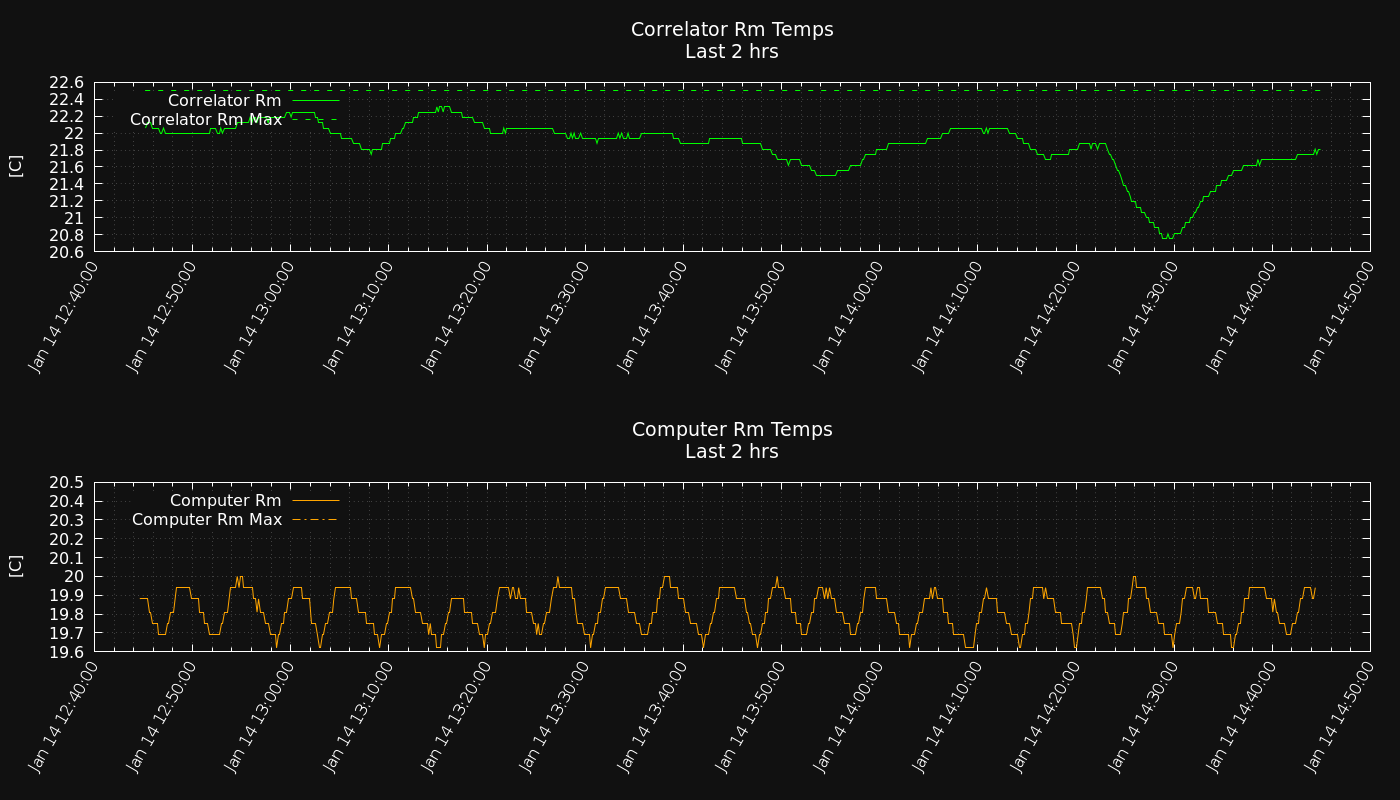 Correlator Rm Temps
Last 2 hrs
22.6
22.4
22.2
22
21.8
21.6
21.4
21.2
21
20.8
20.6
[C]
Correlator Rm
Correlator Rm Max
Jan 14 12:40:00
Jan 14 12:50:00
Jan 14 13:00:00
Jan 14 13:10:00
Jan 14 13:20:00
Jan 14 13:30:00
Jan 14 13:40:00
Jan 14 13:50:00
Jan 14 14:00:00
Jan 14 14:10:00
Jan 14 14:20:00
Jan 14 14:30:00
Jan 14 14:40:00
Jan 14 14:50:00
Computer Rm Temps
Last 2 hrs
20.5
20.4
20.3
20.2
20.1
20
19.9
19.8
19.7
19.6
[C]
Computer Rm
Computer Rm Max
Jan 14 12:40:00
Jan 14 12:50:00
Jan 14 13:00:00
Jan 14 13:10:00
Jan 14 13:20:00
Jan 14 13:30:00
Jan 14 13:40:00
Jan 14 13:50:00
Jan 14 14:00:00
Jan 14 14:10:00
Jan 14 14:20:00
Jan 14 14:30:00
Jan 14 14:40:00
Jan 14 14:50:00